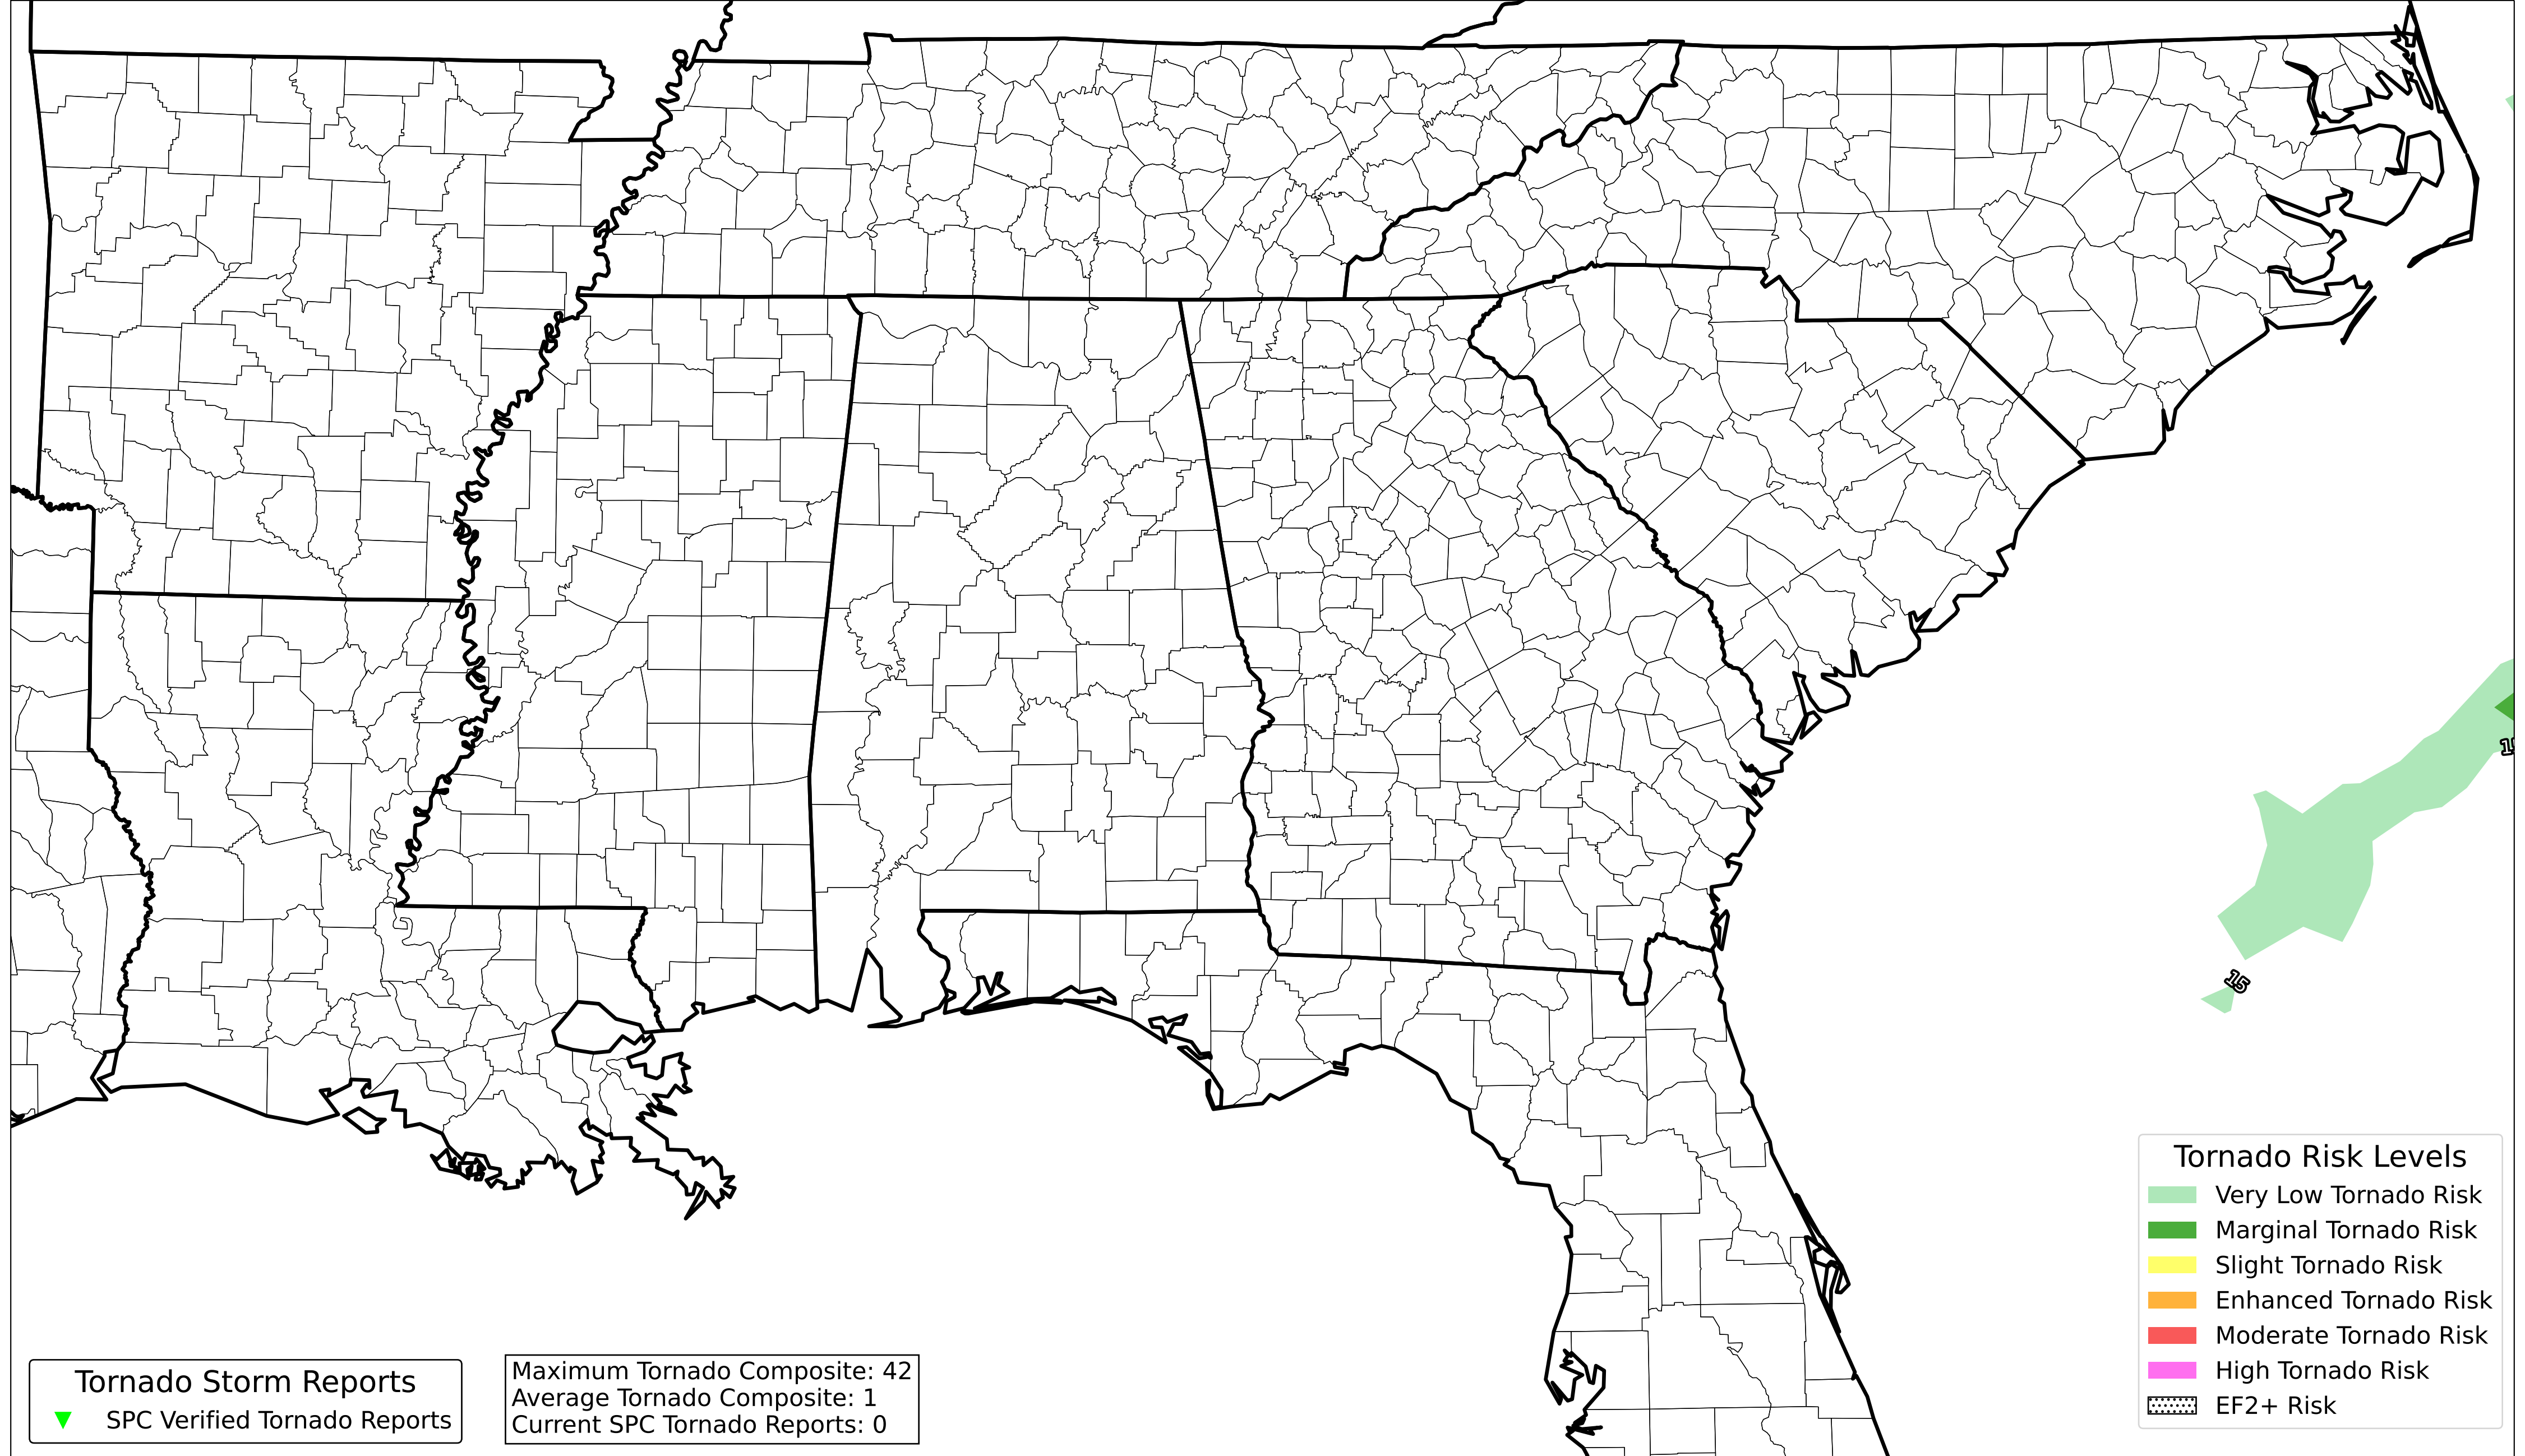 15
Tornado Risk Levels
Very Low Tornado Risk
Marginal Tornado Risk
Slight Tornado Risk
Enhanced Tornado Risk
Moderate Tornado Risk
High Tornado Risk
EF2+ Risk
Tornado Storm Reports
SPC Verified Tornado Reports
Maximum Tornado Composite: 42
Average Tornado Composite: 1
Current SPC Tornado Reports: 0